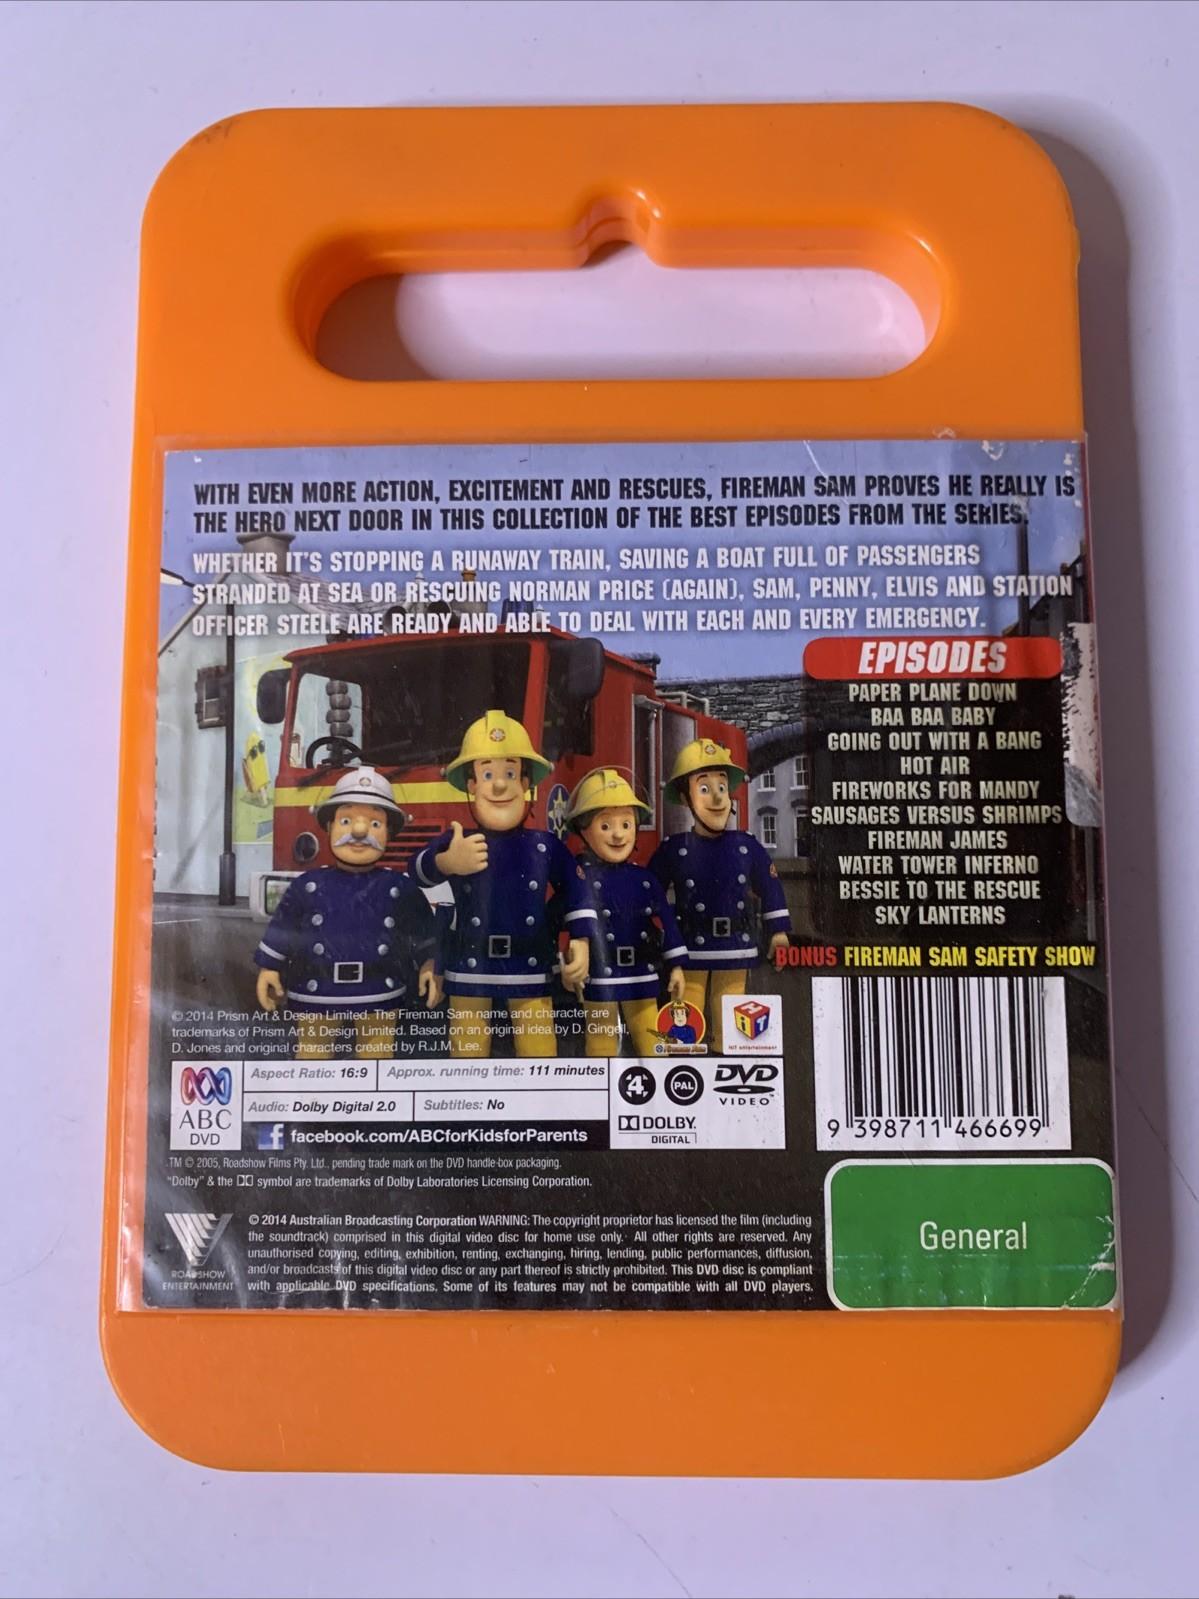 WITH EVEN MORE ACTION, EXCITEMENT AND RESCUES, FIREMAN SAM PROVES HE REALLY IS
THE HERO NEXT DOOR IN THIS COLLECTION OF THE BEST EPISODES FROM THE SERIES.
WHETHER IT'S STOPPING A RUNAWAY TRAIN, SAVING A BOAT FULL OF PASSENGERS
STRANDED AT SEA OR RESCUING NORMAN PRICE (AGAIN), SAM, PENNY, ELVIS AND STATION
OFFICER STEELE ARE READY AND ABLE TO DEAL WITH EACH AND EVERY EMERGENCY.
EPISODES
PAPER PLANE DOWN
BAA BAA BABY
GOING OUT WITH A BANG
HOT AIR
FIREWORKS FOR MANDY
SAUSAGES VERSUS SHRIMPS
FIREMAN JAMES
WATER TOWER INFERNO
BESSIE TO THE RESCUE
SKY LANTERNS
BONUS FIREMAN SAM SAFETY SHOW
© 2014 Prism Art & Design Limited. The Fireman Sam name and character are
trademarks of Prism Art & Design Limited. Based on an original idea by D. Gingell,
D. Jones and original characters created by R.J.M. Lee.
Fireman Sam
HiT
HiT entertainment
ABC
DVD
Aspect Ratio: 16:9
Approx. running time: 111 minutes
Audio: Dolby Digital 2.0
Subtitles: No
facebook.com/ABCforKidsforParents
4
PAL
DVD
VIDEO
DOLBY
DIGITAL
9 398711 466699
TM © 2005, Roadshow Films Pty. Ltd., pending trade mark on the DVD handle-box packaging.
"Dolby" & the DD symbol are trademarks of Dolby Laboratories Licensing Corporation.
ROADSHOW
ENTERTAINMENT
© 2014 Australian Broadcasting Corporation WARNING: The copyright proprietor has licensed the film (including
the soundtrack) comprised in this digital video disc for home use only. All other rights are reserved. Any
unauthorised copying, editing, exhibition, renting, exchanging, hiring, lending, public performances, diffusion,
and/or broadcasts of this digital video disc or any part thereof is strictly prohibited. This DVD disc is compliant
with applicable DVD specifications. Some of its features may not be compatible with all DVD players.
General